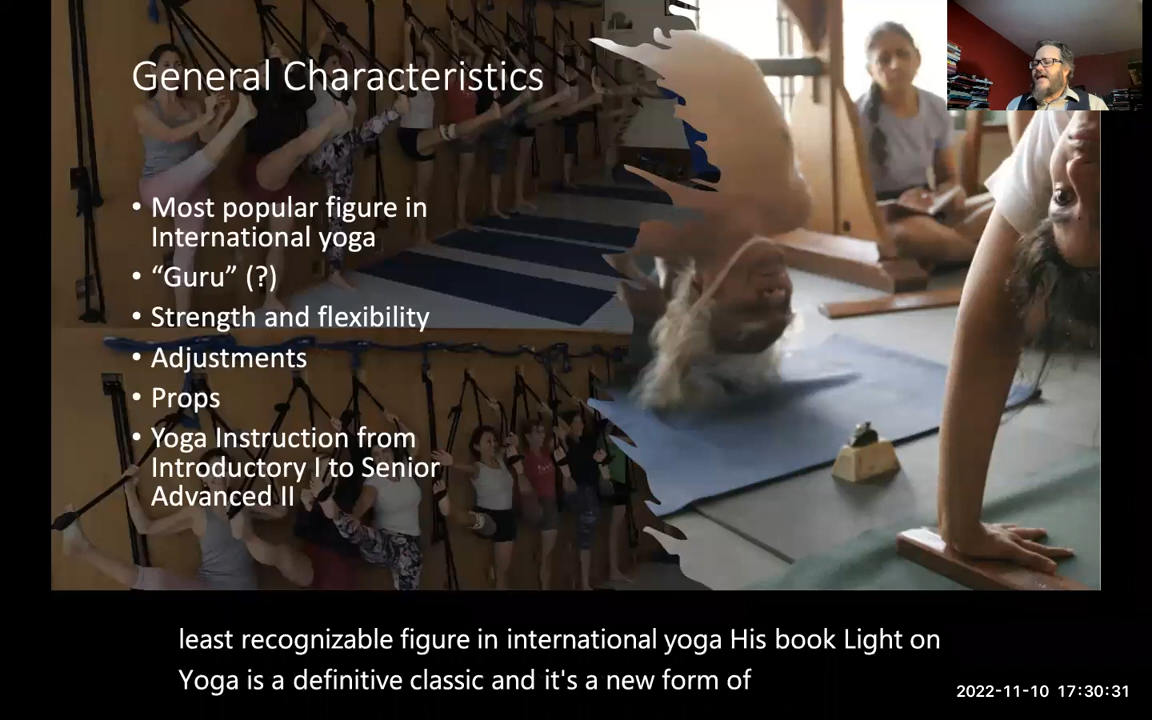 General Characteristics
• Most popular figure in
International yoga
• “Guru” (?)
• Strength and flexibility
• Adjustments
• Props
• Yoga Instruction from
Introductory I to Senior
Advanced II
least recognizable figure in international yoga His book Light on
Yoga is a definitive classic and it's a new form of
2022-11-10 17:30:31